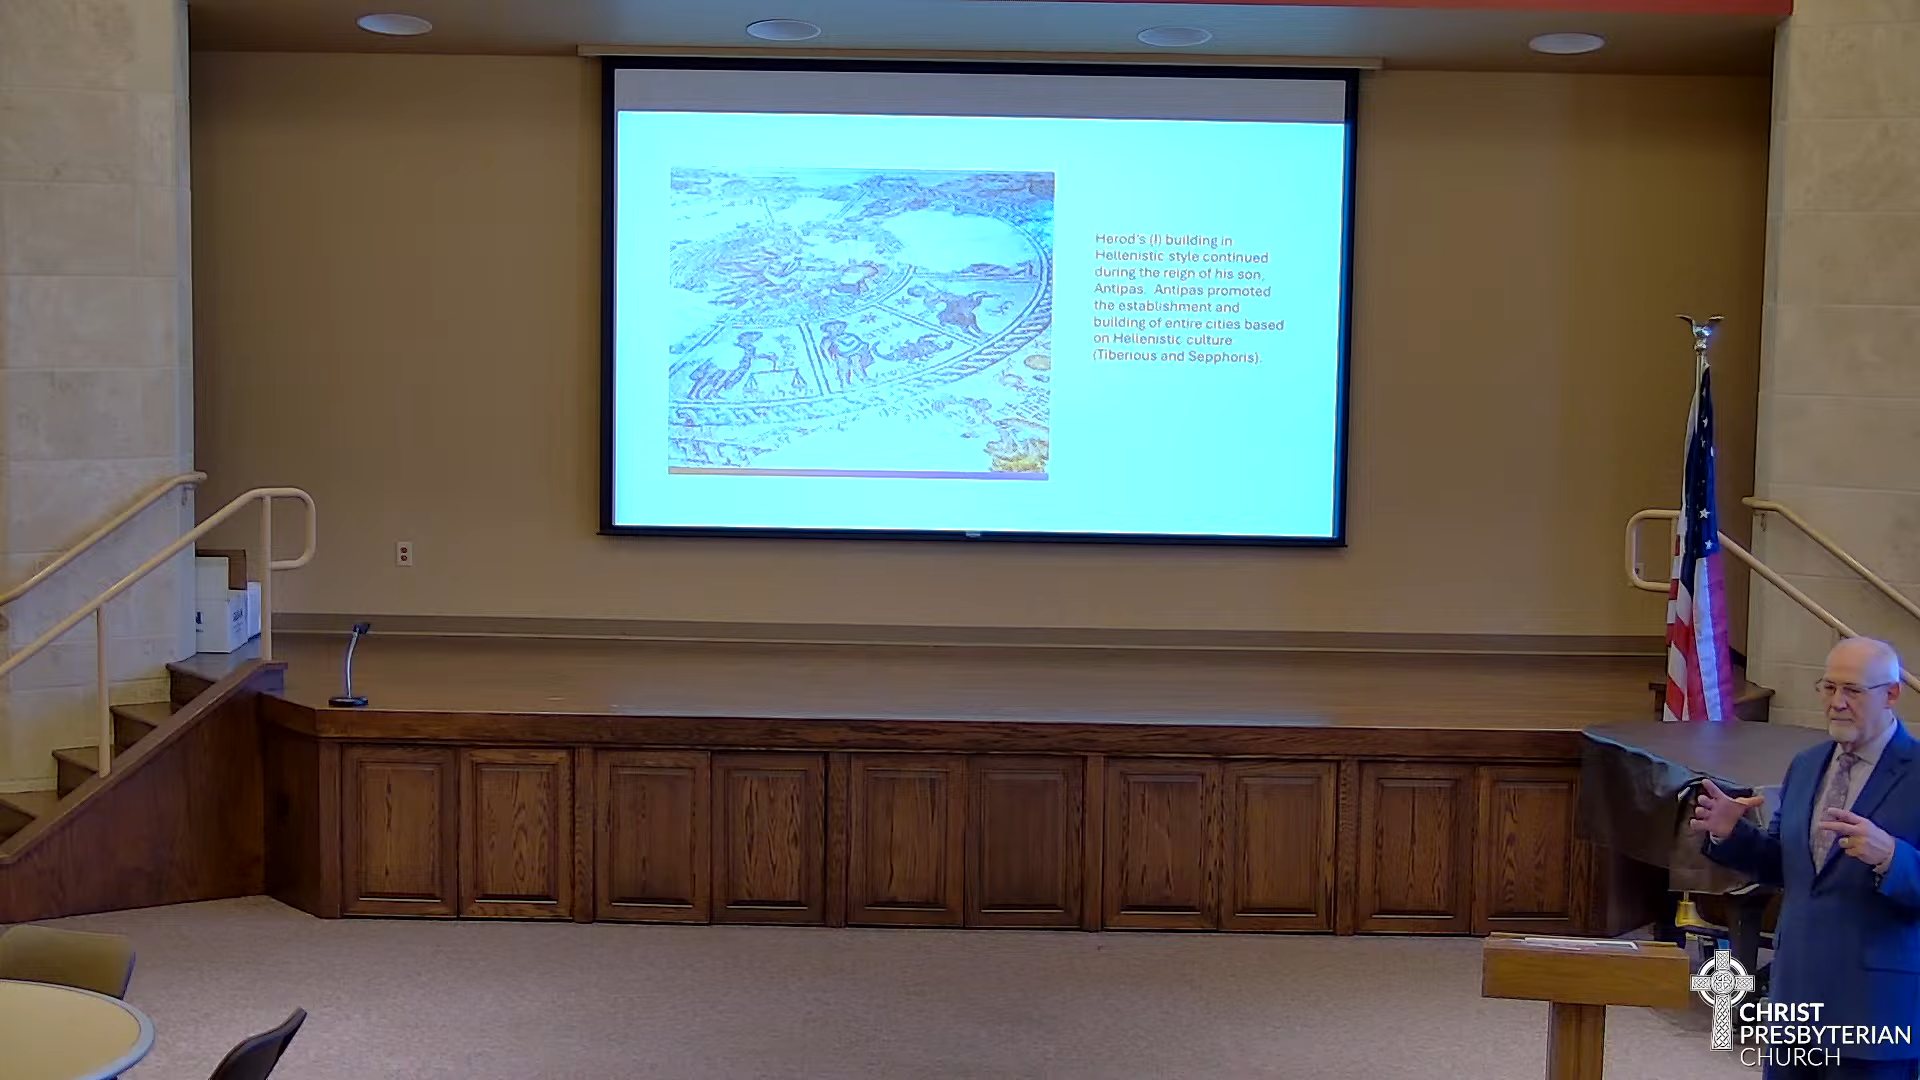 Herod's (I) building in
Hellenistic style continued
during the reign of his son,
Antipas. Antipas promoted
the establishment and
building of entire cities based
on Hellenistic culture
(Tiberious and Sepphoris).
CHRIST
PRESBYTERIAN
CHURCH